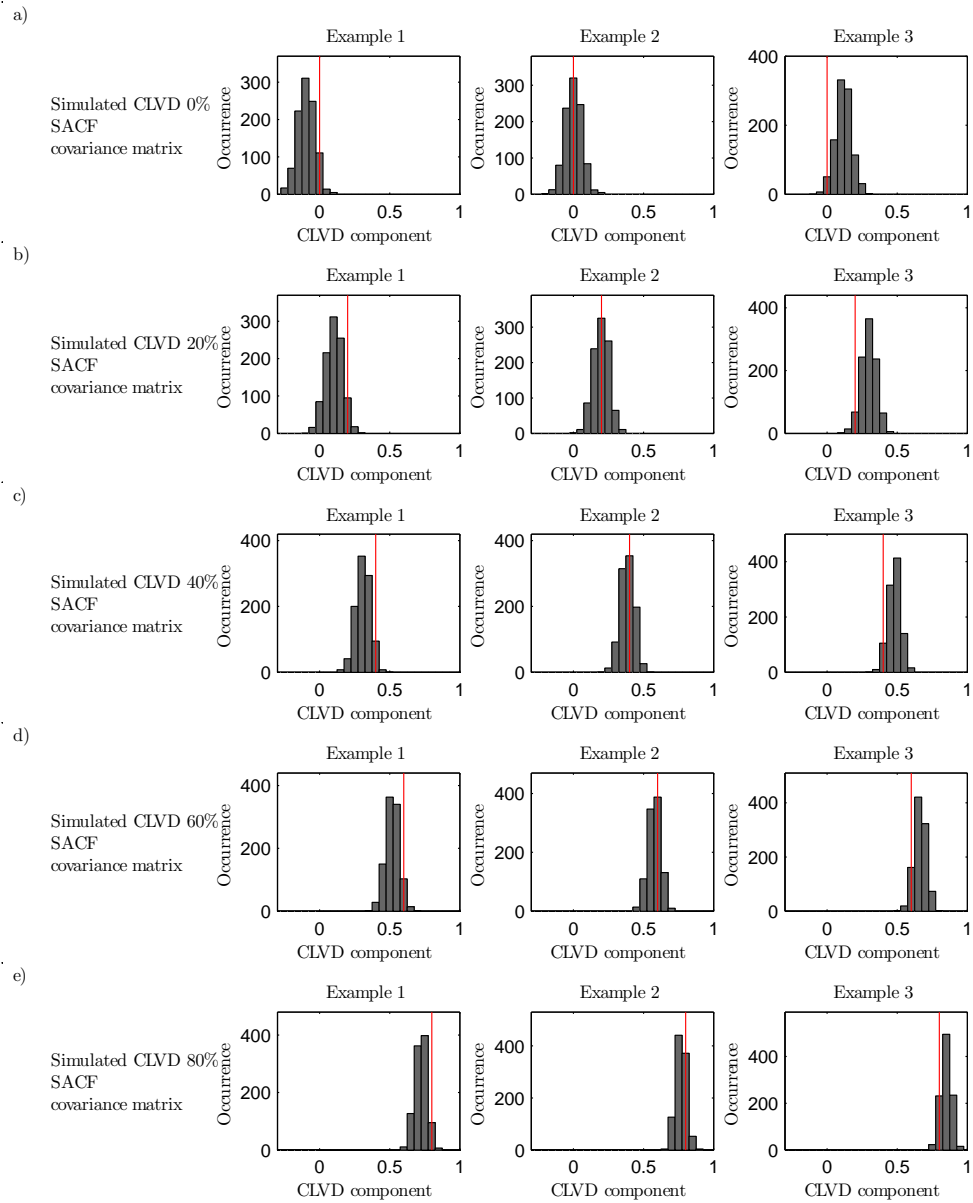 a)
Example 1
Example 2
Example 3
Simulated CLVD 0%
SACF
covariance matrix
Occurrence
300
200
100
0
0 0.5 1
CLVD component
Occurrence
300
200
100
0
0 0.5 1
CLVD component
Occurrence
400
200
0
0 0.5 1
CLVD component
b)
Example 1
Example 2
Example 3
Simulated CLVD 20%
SACF
covariance matrix
Occurrence
300
200
100
0
0 0.5 1
CLVD component
Occurrence
300
200
100
0
0 0.5 1
CLVD component
Occurrence
400
200
0
0 0.5 1
CLVD component
c)
Example 1
Example 2
Example 3
Simulated CLVD 40%
SACF
covariance matrix
Occurrence
400
200
0
0 0.5 1
CLVD component
Occurrence
400
200
0
0 0.5 1
CLVD component
Occurrence
400
200
0
0 0.5 1
CLVD component
d)
Example 1
Example 2
Example 3
Simulated CLVD 60%
SACF
covariance matrix
Occurrence
400
200
0
0 0.5 1
CLVD component
Occurrence
400
200
0
0 0.5 1
CLVD component
Occurrence
400
200
0
0 0.5 1
CLVD component
e)
Example 1
Example 2
Example 3
Simulated CLVD 80%
SACF
covariance matrix
Occurrence
400
200
0
0 0.5 1
CLVD component
Occurrence
400
200
0
0 0.5 1
CLVD component
Occurrence
400
200
0
0 0.5 1
CLVD component